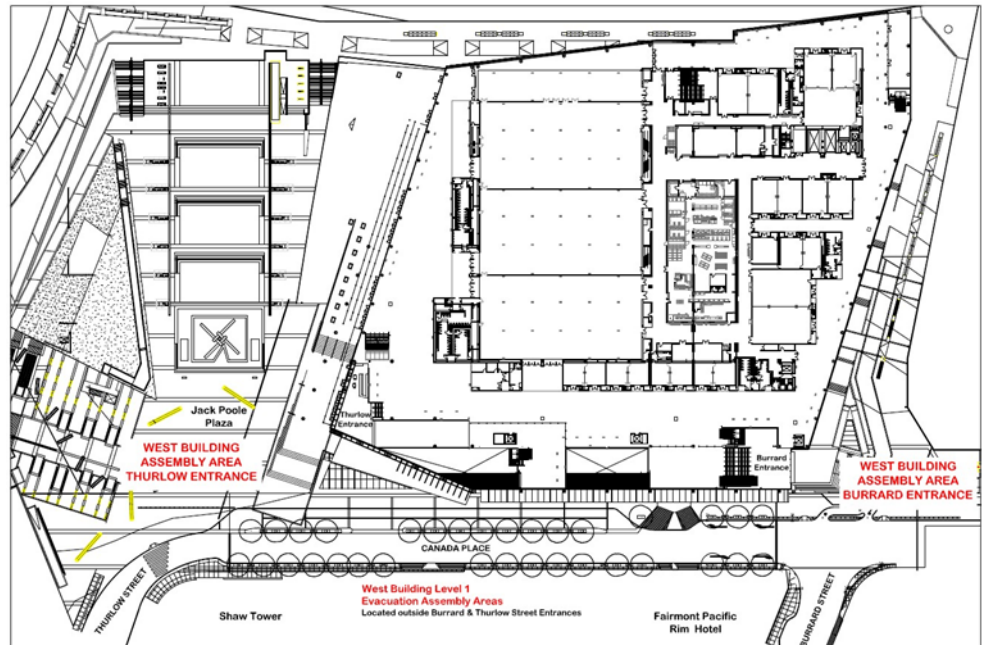 Jack Poole
Plaza
WEST BUILDING
ASSEMBLY AREA
THURLOW ENTRANCE
Thurlow
Entrance
Burrard
Entrance
WEST BUILDING
ASSEMBLY AREA
BURRARD ENTRANCE
CANADA PLACE
THURLOW STREET
Shaw Tower
West Building Level 1
Evacuation Assembly Areas
Located outside Burrard & Thurlow Street Entrances
Fairmont Pacific
Rim Hotel
BURRARD STREET